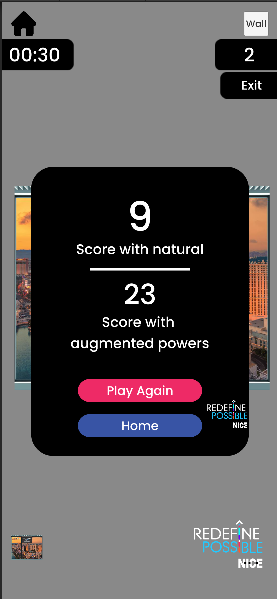 Wall
00:30
2
Exit
9
Score with natural
23
Score with
augmented powers
Play Again
Home
REDEFINE
POSSIBLE
NICE
REDEFINE
POSSIBLE
NICE